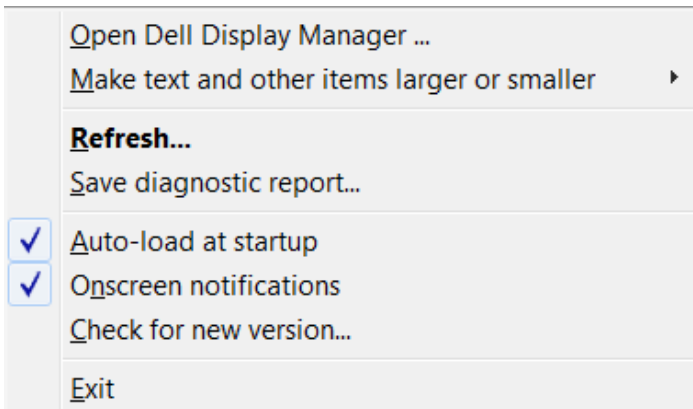 Open Dell Display Manager ...
Make text and other items larger or smaller
Refresh...
Save diagnostic report...
Auto-load at startup
Onscreen notifications
Check for new version...
Exit